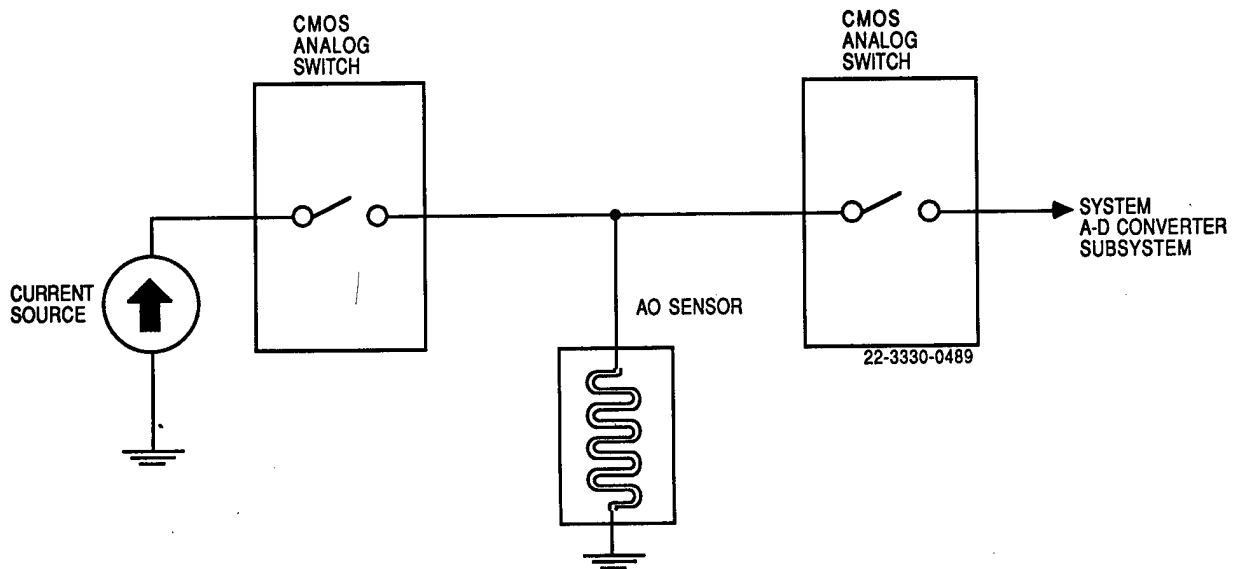 CMOS
ANALOG
SWITCH
CMOS
ANALOG
SWITCH
SYSTEM
A-D CONVERTER
SUBSYSTEM
CURRENT
SOURCE
AO SENSOR
22-3330-0489